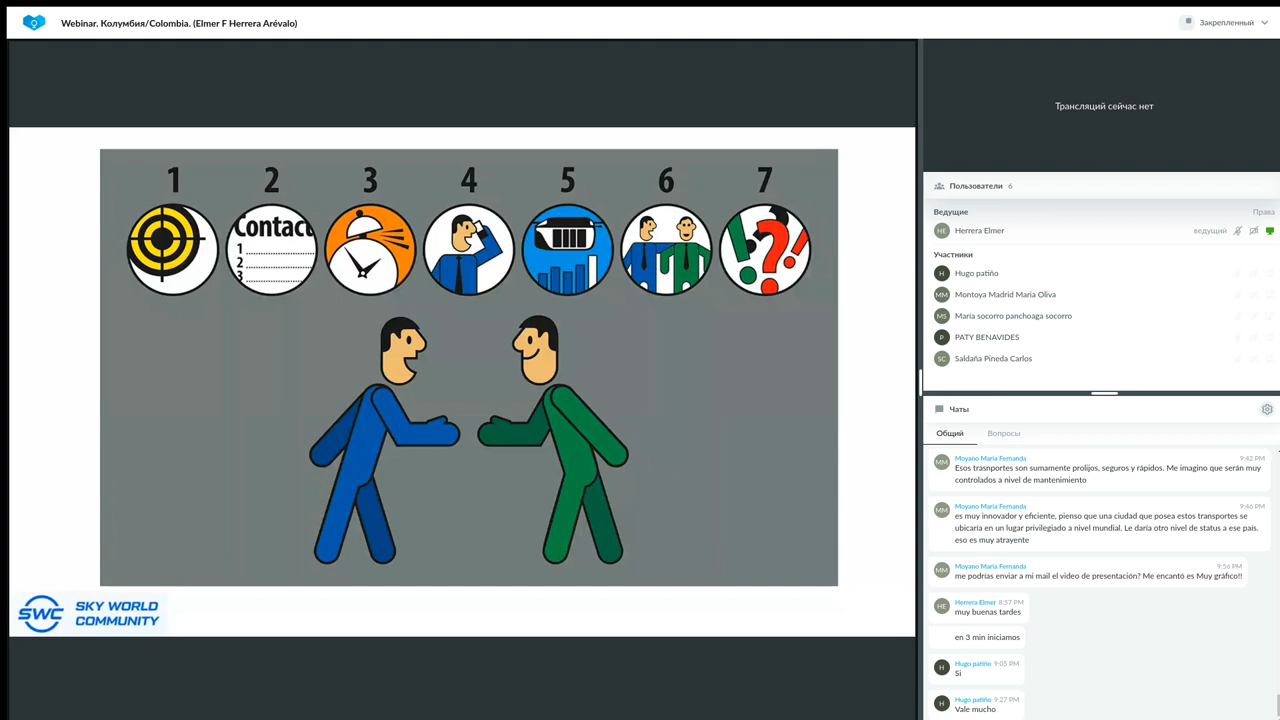 Webinar. Колумбия/Colombia. (Elmer F Herrera Arévalo)
Закрепленный
1 2 3 4 5 6 7
Contact
1
2
3
SWC SKY WORLD
COMMUNITY
Трансляций сейчас нет
Пользователи 6
Ведущие Права
HE Herrera Elmer ведущий
Участники
H Hugo patiño
MM Montoya Madrid Maria Oliva
MS María socorro panchoaga socorro
P PATY BENAVIDES
SC Saldaña Pineda Carlos
Чаты
Общий Вопросы
MM Moyano María Fernanda 9:42 PM
Esos trasnportes son sumamente prolijos, seguros y rápidos. Me imagino que serán muy
controlados a nivel de mantenimiento
MM Moyano María Fernanda 9:46 PM
es muy innovador y eficiente, pienso que una ciudad que posea estos transportes se
ubicaría en un lugar privilegiado a nivel mundial. Le daría otro nivel de status a ese país.
eso es muy atrayente
MM Moyano María Fernanda 9:56 PM
me podrías enviar a mi mail el video de presentación? Me encantó es Muy gráfico!!
HE Herrera Elmer 8:57 PM
muy buenas tardes
en 3 min iniciamos
H Hugo patiño 9:05 PM
Si
H Hugo patiño 9:27 PM
Vale mucho